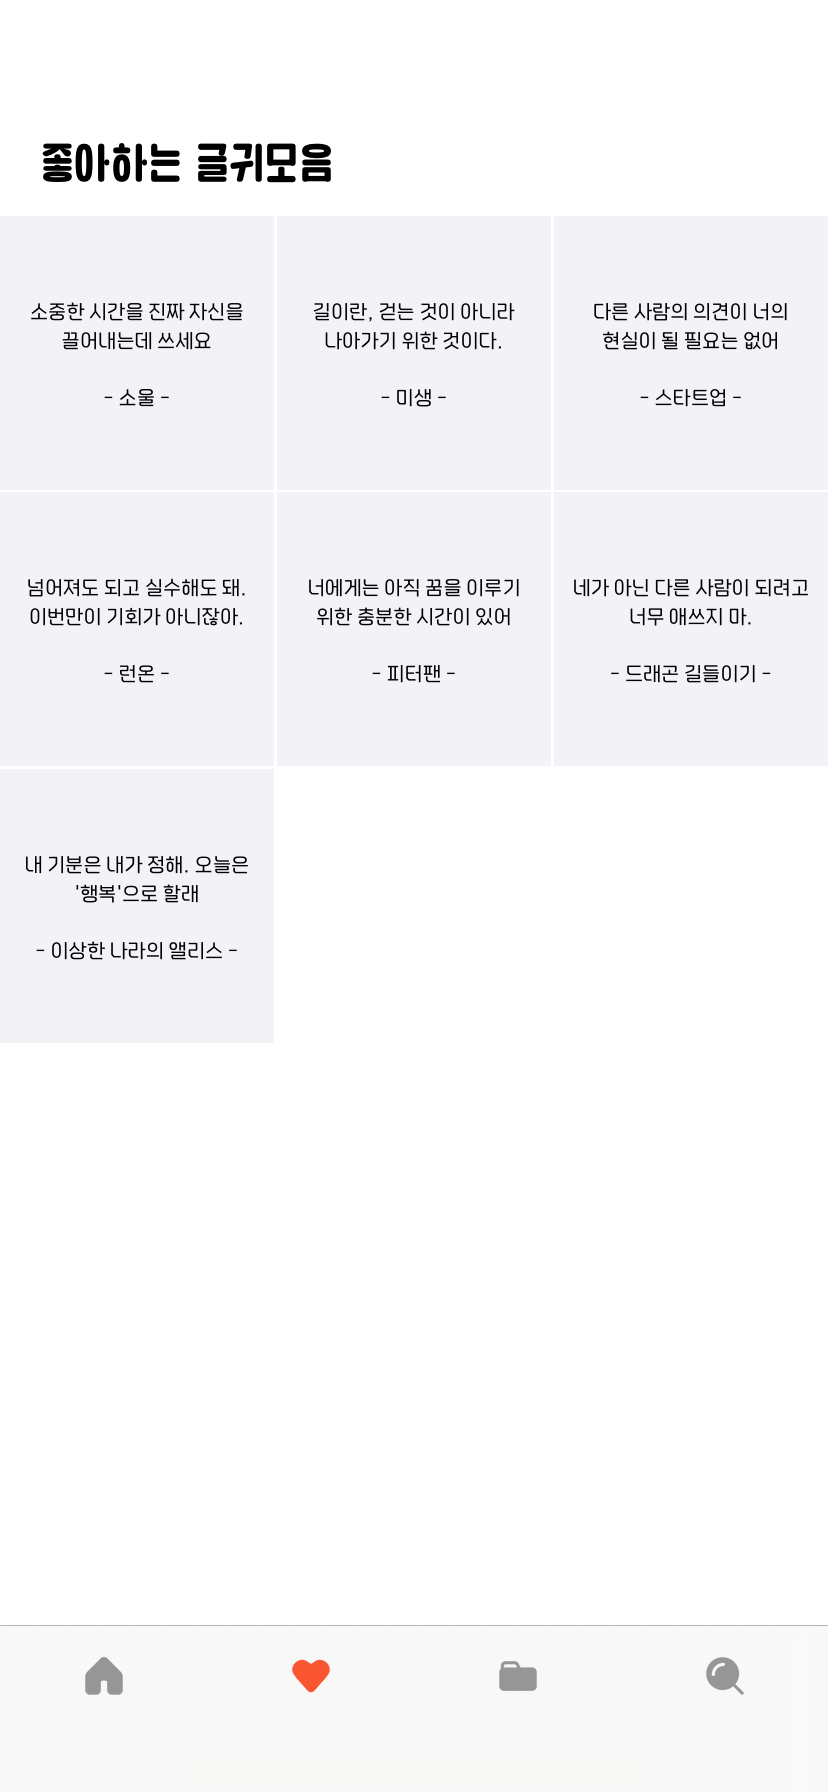 좋아하는 글귀모음
소중한 시간을 진짜 자신을
끌어내는데 쓰세요
- 소울 -
길이란, 걷는 것이 아니라
나아가기 위한 것이다.
- 미생 -
다른 사람의 의견이 너의
현실이 될 필요는 없어
- 스타트업 -
넘어져도 되고 실수해도 돼.
이번만이 기회가 아니잖아.
- 런온 -
너에게는 아직 꿈을 이루기
위한 충분한 시간이 있어
- 피터팬 -
네가 아닌 다른 사람이 되려고
너무 애쓰지 마.
- 드래곤 길들이기 -
내 기분은 내가 정해. 오늘은
'행복'으로 할래
- 이상한 나라의 앨리스 -